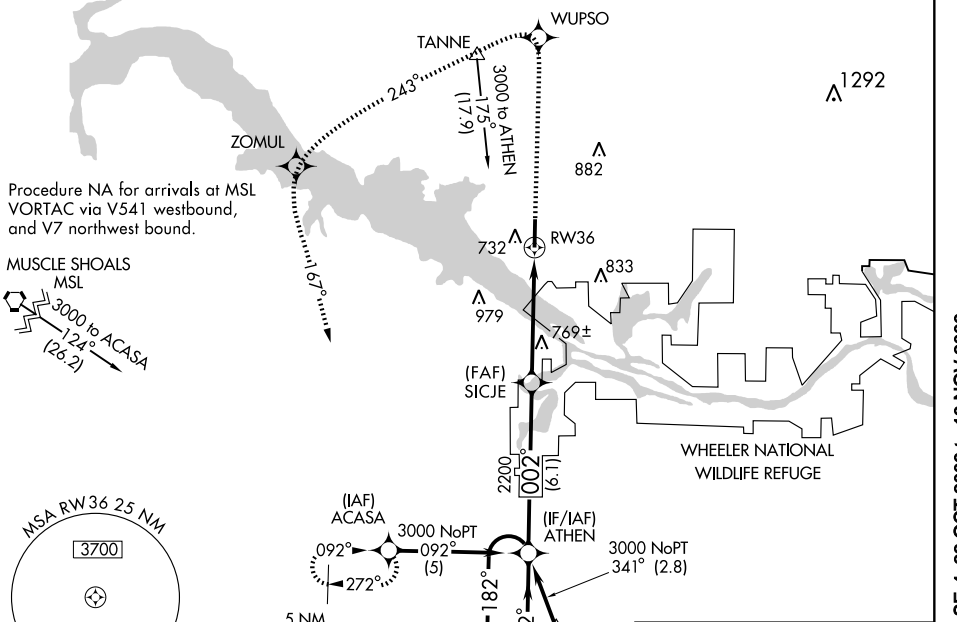 WUPSO
TANNE
1292
243°
3000 to ATHEN
175°
(17.9)
ZOMUL
882
Procedure NA for arrivals at MSL
VORTAC via V541 westbound,
and V7 northwest bound.
732
RW36
MUSCLE SHOALS
MSL
833
167°
3000 to ACASA
124°
(26.2)
979
769±
(FAF)
SICJE
WHEELER NATIONAL
WILDLIFE REFUGE
2200
002°
(6.1)
MSA RW36 25 NM
3700
(IAF)
ACASA
(IF/IAF)
ATHEN
3000 NoPT
092°
092°
(5)
3000 NoPT
341° (2.8)
272°
182°
5 NM